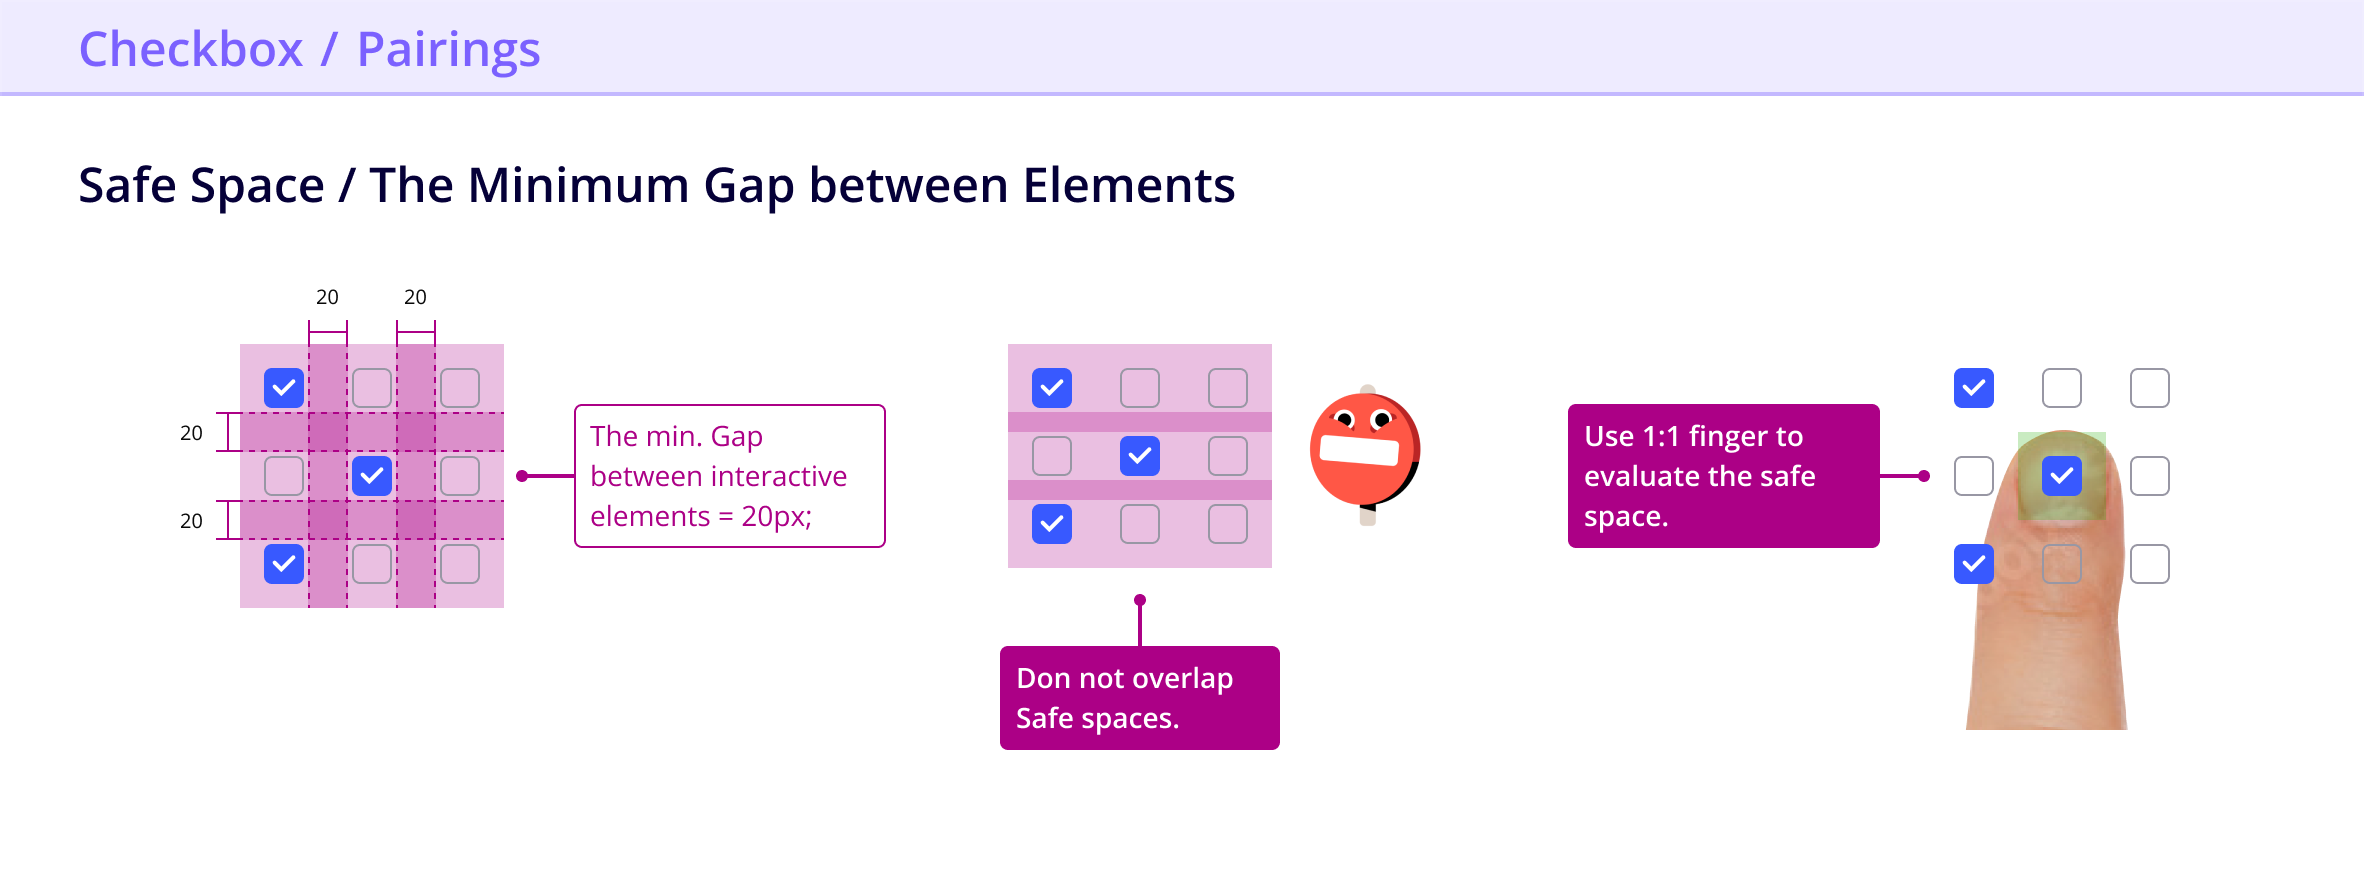 Checkbox / Pairings
Safe Space / The Minimum Gap between Elements
20 20
20
20
The min. Gap
between interactive
elements = 20px;
Don not overlap
Safe spaces.
Use 1:1 finger to
evaluate the safe
space.